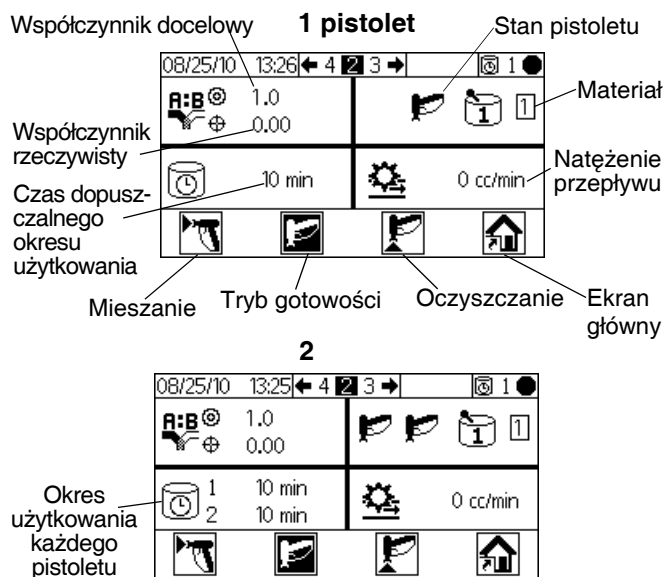 Współczynnik docelowy
1 pistolet
Stan pistoletu
08/25/10 13:26 4 2 3 1
A:B 1.0
0.00
1 1
Materiał
Współczynnik
rzeczywisty
10 min
0 cc/min
Natężenie
przepływu
Czas dopusz-
czalnego
okresu
użytkowania
Mieszanie
Tryb gotowości
Oczyszczanie
Ekran
główny
2
08/25/10 13:25 4 2 3 1
A:B 1.0
0.00
1 1
1 10 min
2 10 min
0 cc/min
Okres
użytkowania
każdego
pistoletu